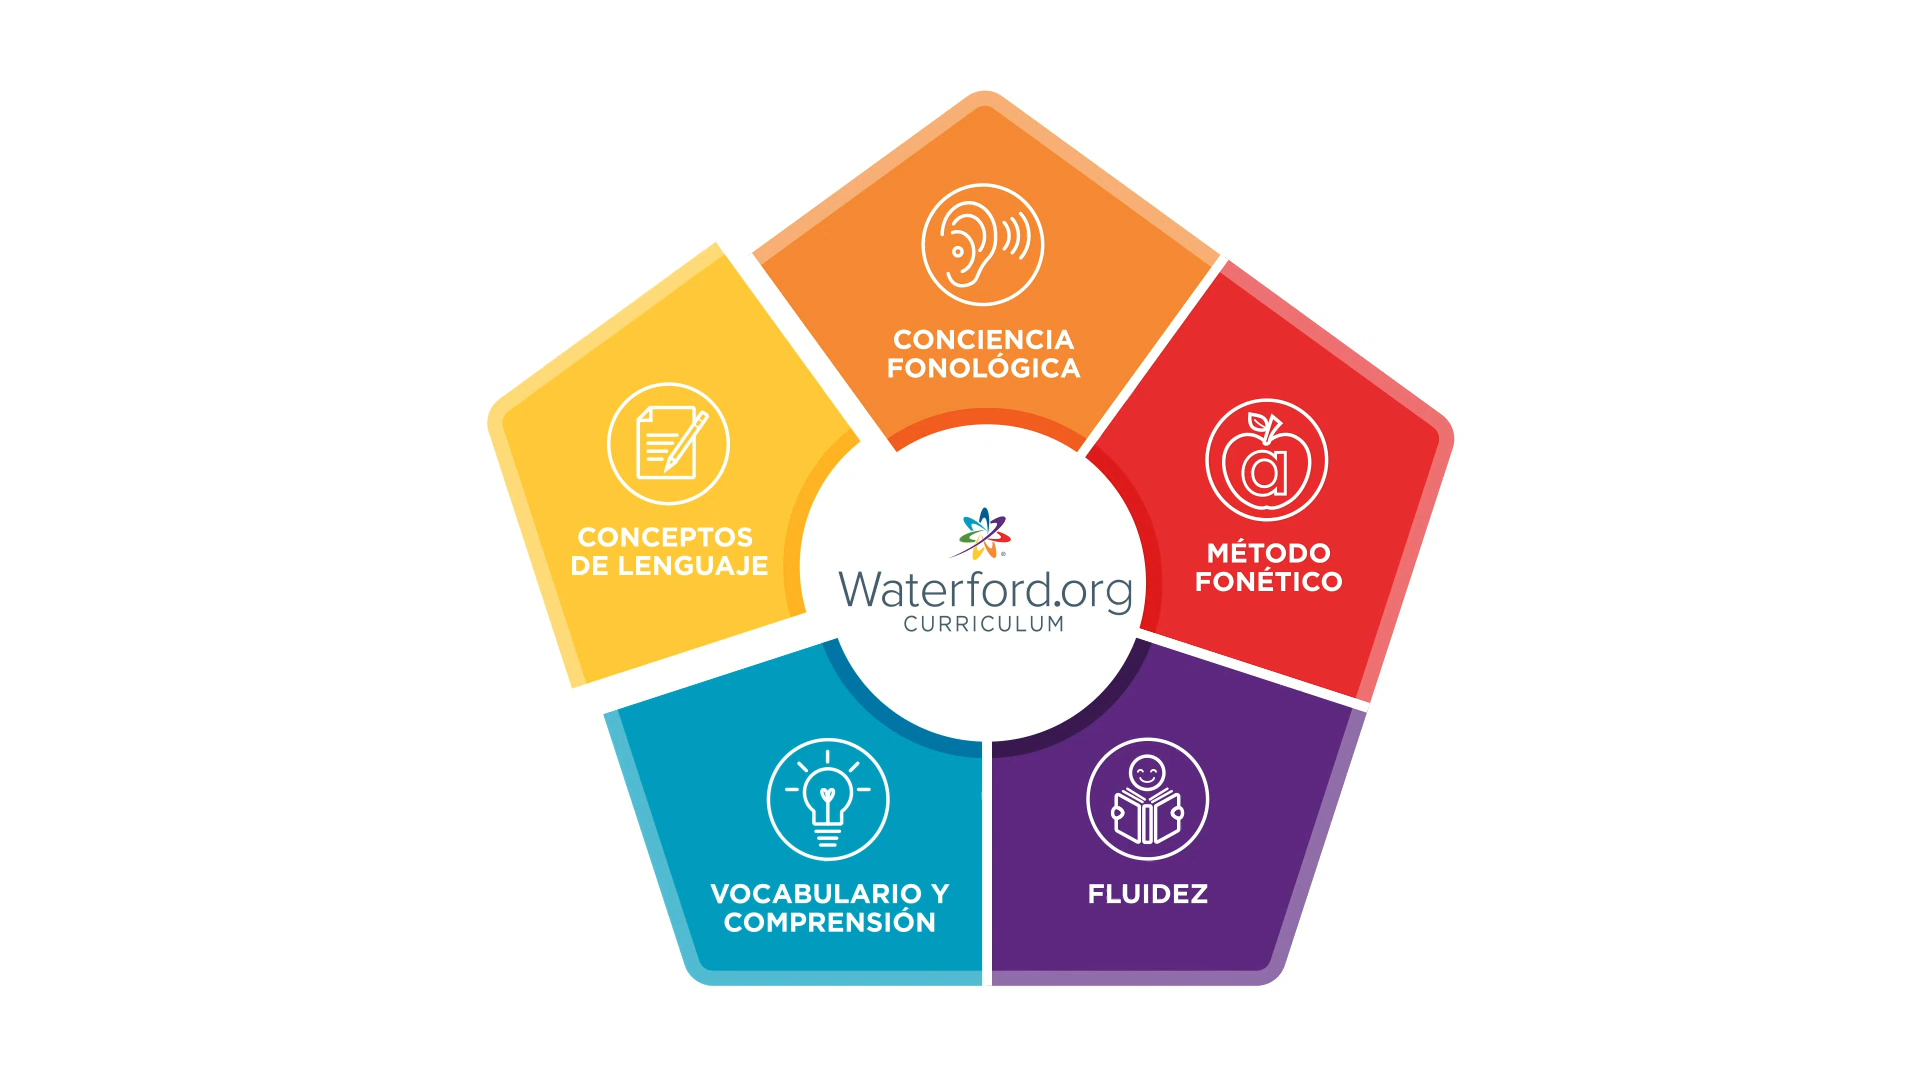 CONCIENCIA
FONOLÓGICA
MÉTODO
FONÉTICO
FLUIDEZ
VOCABULARIO Y
COMPRENSIÓN
CONCEPTOS
DE LENGUAJE
Waterford.org
CURRICULUM
a
®